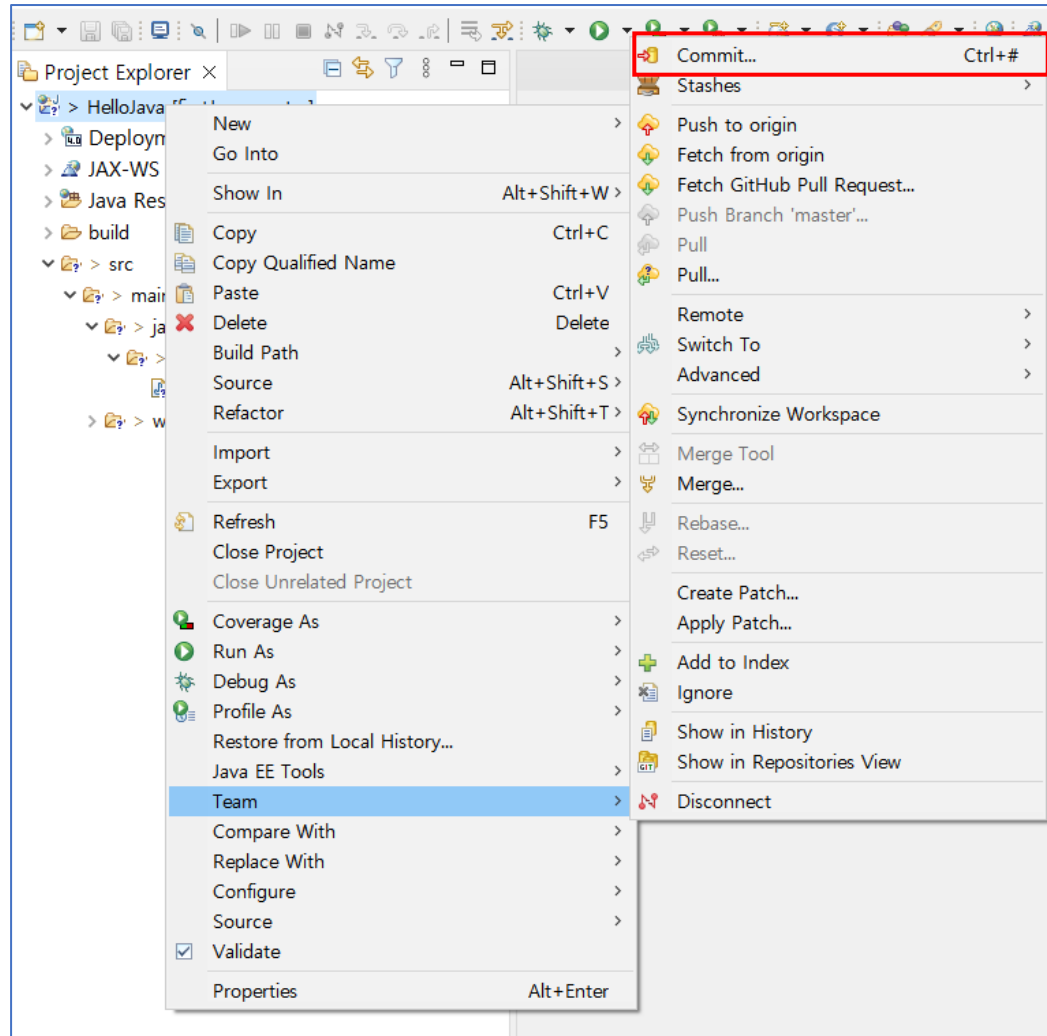 Project Explorer
> HelloJava
Deploym
JAX-WS
Java Res
build
> src
> main
> ja
>
> w
New
Go Into
Show In Alt+Shift+W
Copy Ctrl+C
Copy Qualified Name
Paste Ctrl+V
Delete Delete
Build Path
Source Alt+Shift+S
Refactor Alt+Shift+T
Import
Export
Refresh F5
Close Project
Close Unrelated Project
Coverage As
Run As
Debug As
Profile As
Restore from Local History...
Java EE Tools
Team
Compare With
Replace With
Configure
Source
Validate
Properties Alt+Enter
Commit... Ctrl+#
Stashes
Push to origin
Fetch from origin
Fetch GitHub Pull Request...
Push Branch 'master'...
Pull
Pull...
Remote
Switch To
Advanced
Synchronize Workspace
Merge Tool
Merge...
Rebase...
Reset...
Create Patch...
Apply Patch...
Add to Index
Ignore
Show in History
Show in Repositories View
Disconnect